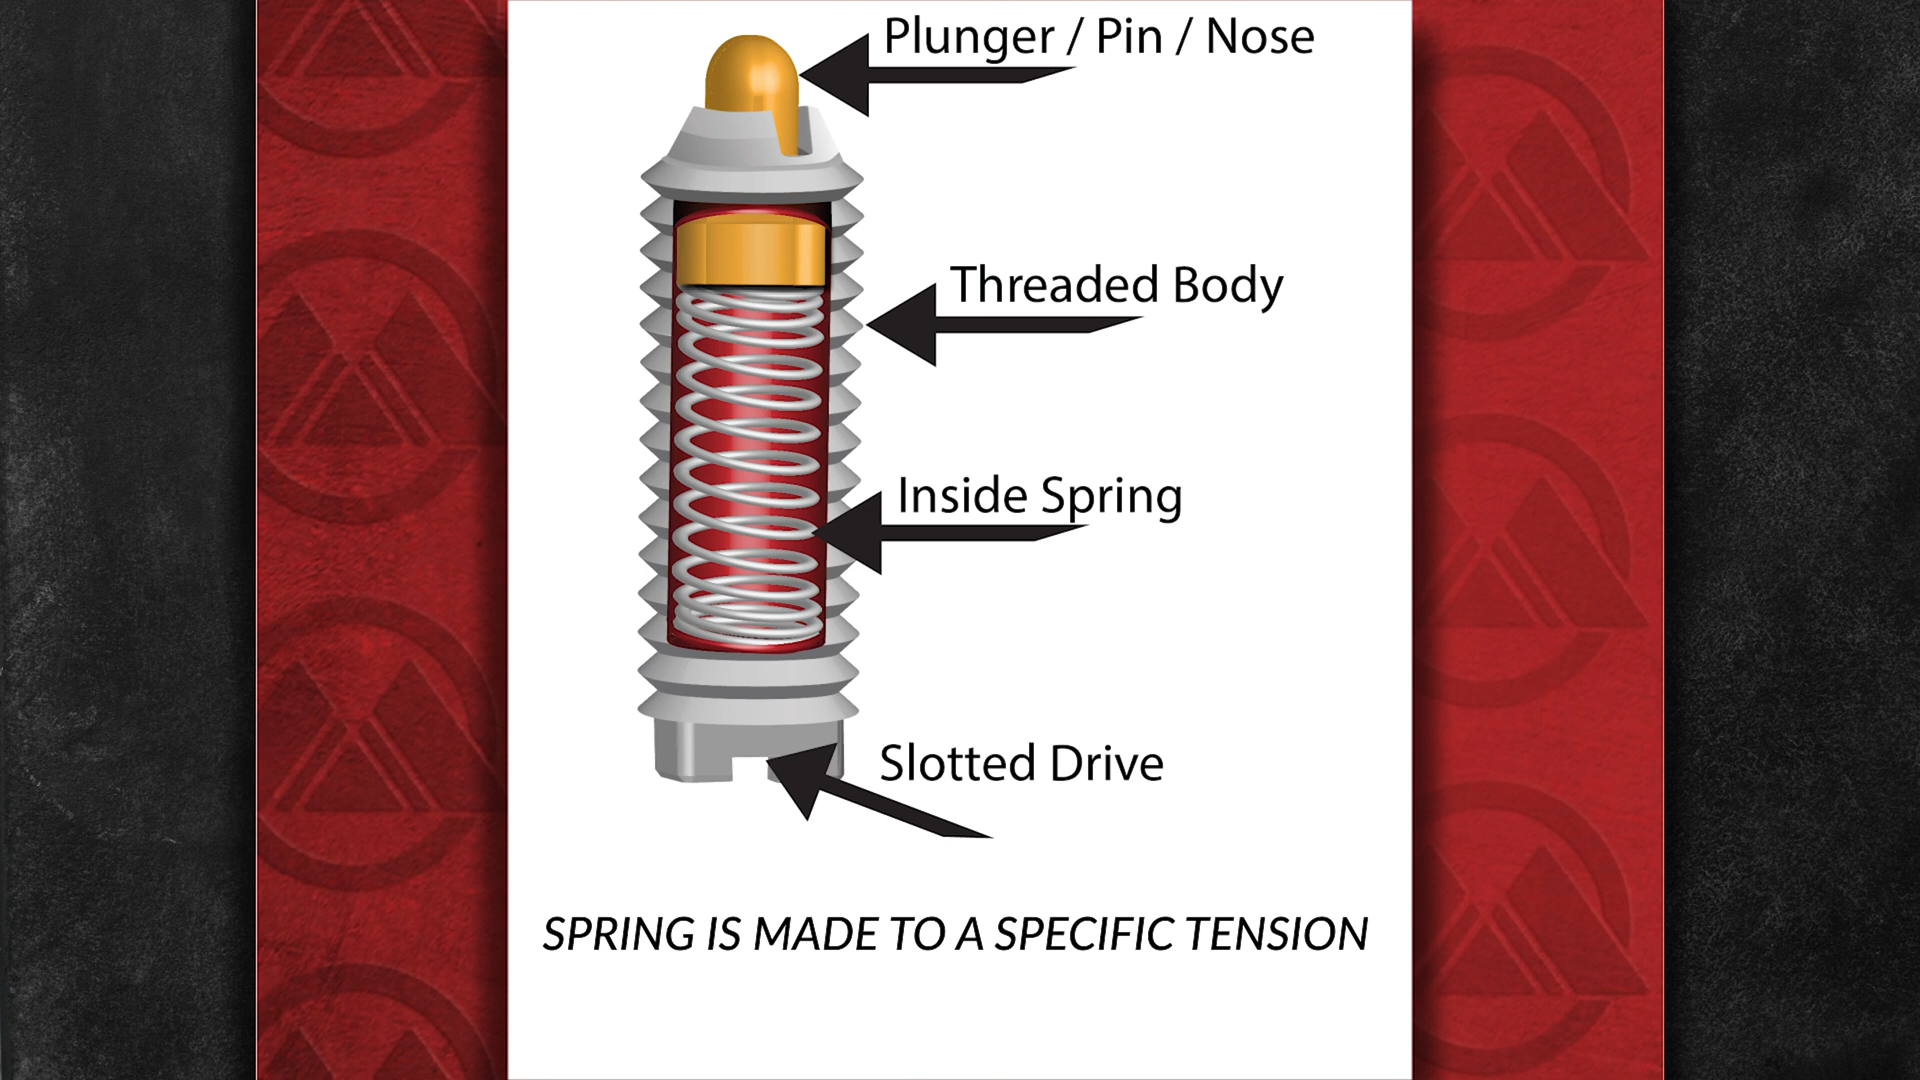 Plunger / Pin / Nose
Threaded Body
Inside Spring
Slotted Drive
SPRING IS MADE TO A SPECIFIC TENSION